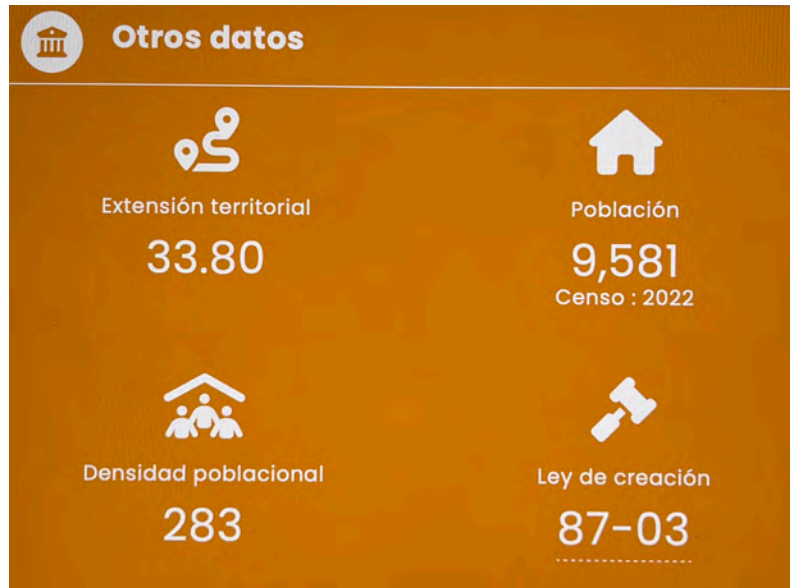 Otros datos
Extensión territorial
33.80
Población
9,581
Censo : 2022
Densidad poblacional
283
Ley de creación
87-03